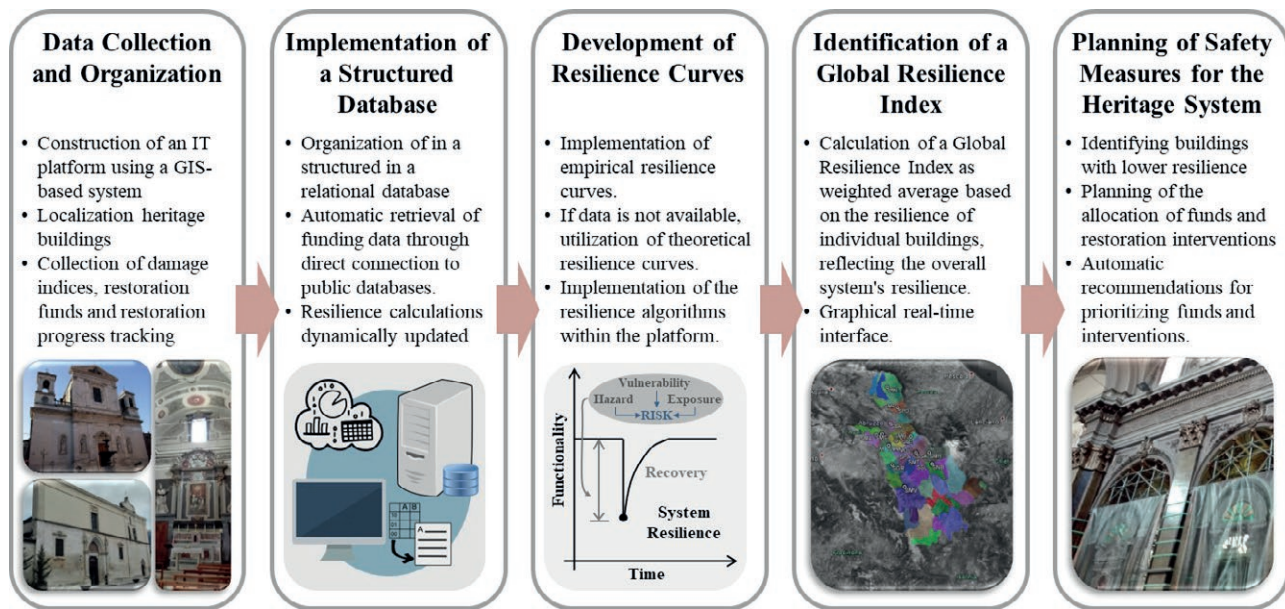 Data Collection
and Organization
• Construction of an IT
platform using a GIS-
based system
• Localization heritage
buildings
• Collection of damage
indices, restoration
funds and restoration
progress tracking
Implementation of
a Structured
Database
• Organization of in a
structured in a
relational database
• Automatic retrieval of
funding data through
direct connection to
public databases.
• Resilience calculations
dynamically updated
A B
A
Development of
Resilience Curves
• Implementation of
empirical resilience
curves.
• If data is not available,
utilization of theoretical
resilience curves.
• Implementation of the
resilience algorithms
within the platform.
Vulnerability
Hazard Exposure
RISK
Functionality
Recovery
System
Resilience
Time
Identification of a
Global Resilience
Index
• Calculation of a Global
Resilience Index as
weighted average based
on the resilience of
individual buildings,
reflecting the overall
system's resilience.
• Graphical real-time
interface.
Planning of Safety
Measures for the
Heritage System
• Identifying buildings
with lower resilience
• Planning of the
allocation of funds and
restoration interventions
• Automatic
recommendations for
prioritizing funds and
interventions.